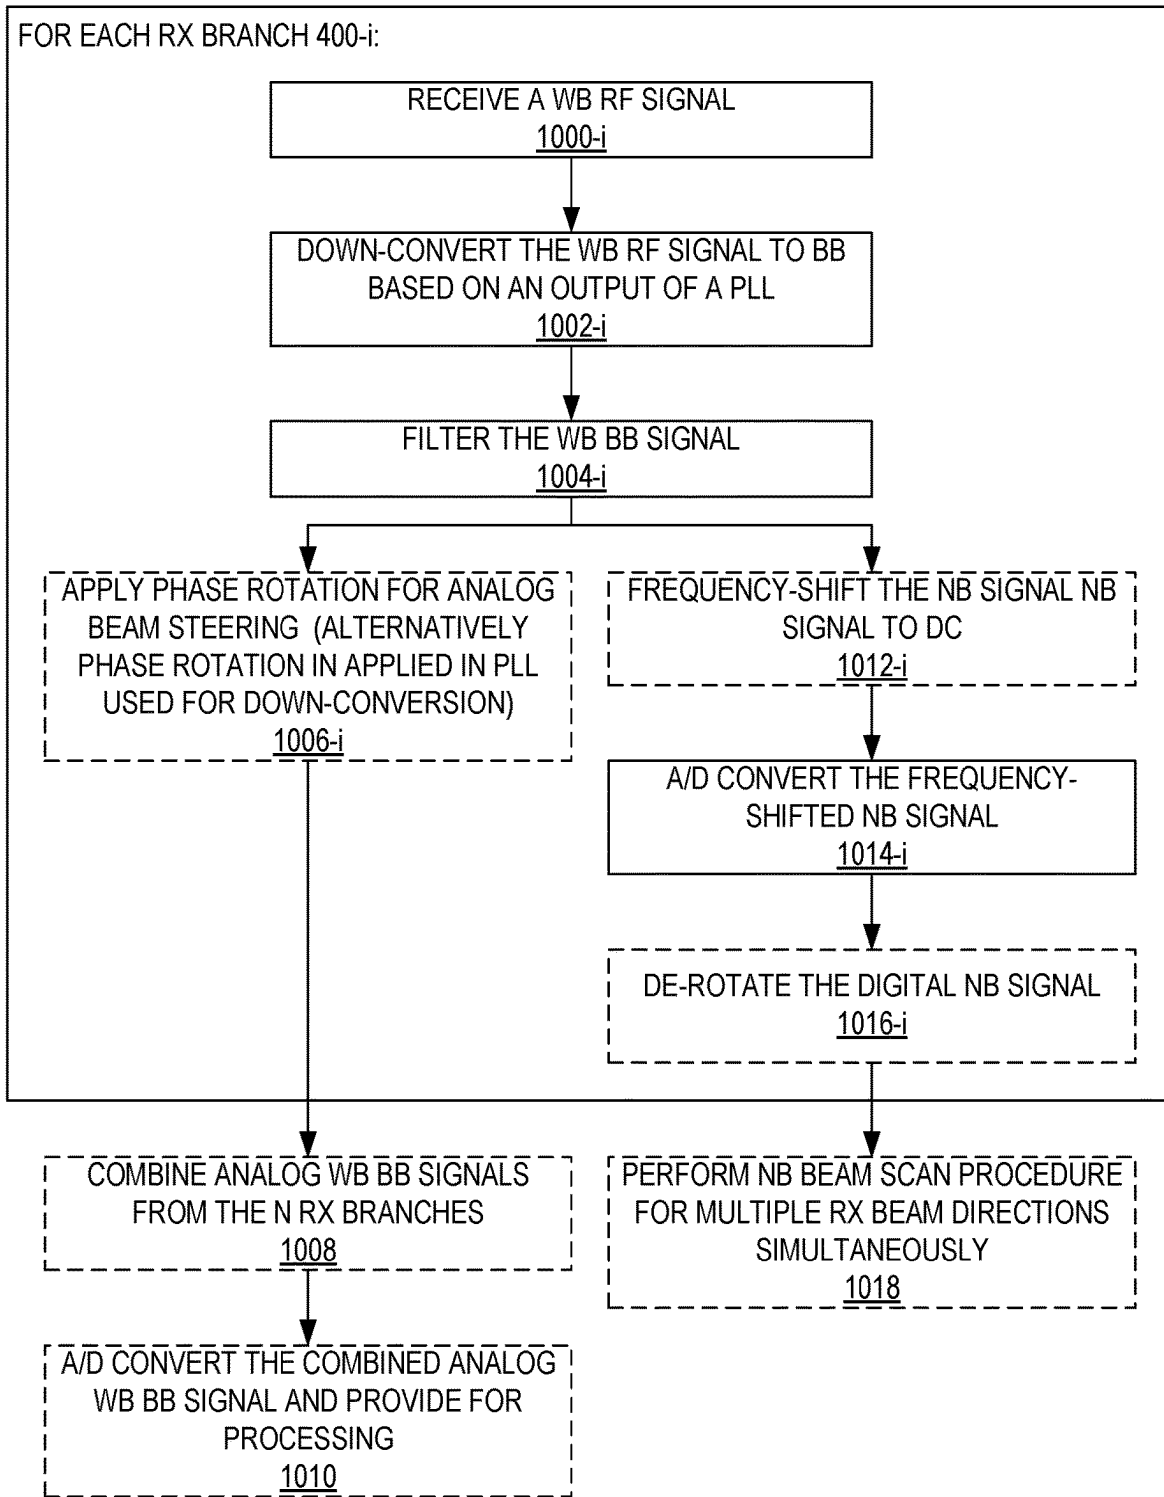 FOR EACH RX BRANCH 400-i:
RECEIVE A WB RF SIGNAL
1000-i
DOWN-CONVERT THE WB RF SIGNAL TO BB
BASED ON AN OUTPUT OF A PLL
1002-i
FILTER THE WB BB SIGNAL
1004-i
APPLY PHASE ROTATION FOR ANALOG
BEAM STEERING (ALTERNATIVELY
PHASE ROTATION IN APPLIED IN PLL
USED FOR DOWN-CONVERSION)
1006-i
FREQUENCY-SHIFT THE NB SIGNAL NB
SIGNAL TO DC
1012-i
A/D CONVERT THE FREQUENCY-
SHIFTED NB SIGNAL
1014-i
DE-ROTATE THE DIGITAL NB SIGNAL
1016-i
COMBINE ANALOG WB BB SIGNALS
FROM THE N RX BRANCHES
1008
PERFORM NB BEAM SCAN PROCEDURE
FOR MULTIPLE RX BEAM DIRECTIONS
SIMULTANEOUSLY
1018
A/D CONVERT THE COMBINED ANALOG
WB BB SIGNAL AND PROVIDE FOR
PROCESSING
1010